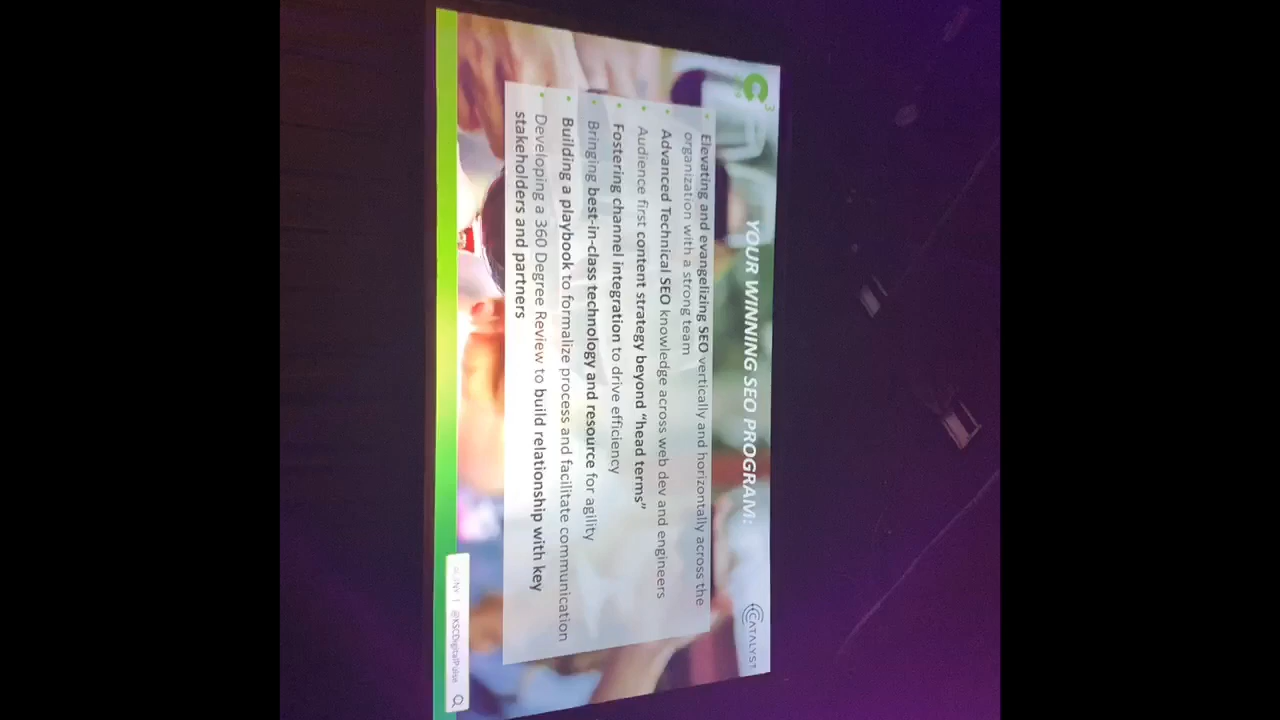 C3
YOUR WINNING SEO PROGRAM:
CATALYST
• Elevating and evangelizing SEO vertically and horizontally across the
organization with a strong team
• Advanced Technical SEO knowledge across web dev and engineers
• Audience first content strategy beyond “head terms”
• Fostering channel integration to drive efficiency
• Bringing best-in-class technology and resource for agility
• Building a playbook to formalize process and facilitate communication
• Developing a 360 Degree Review to build relationship with key
stakeholders and partners
@KSCDigitalPulse